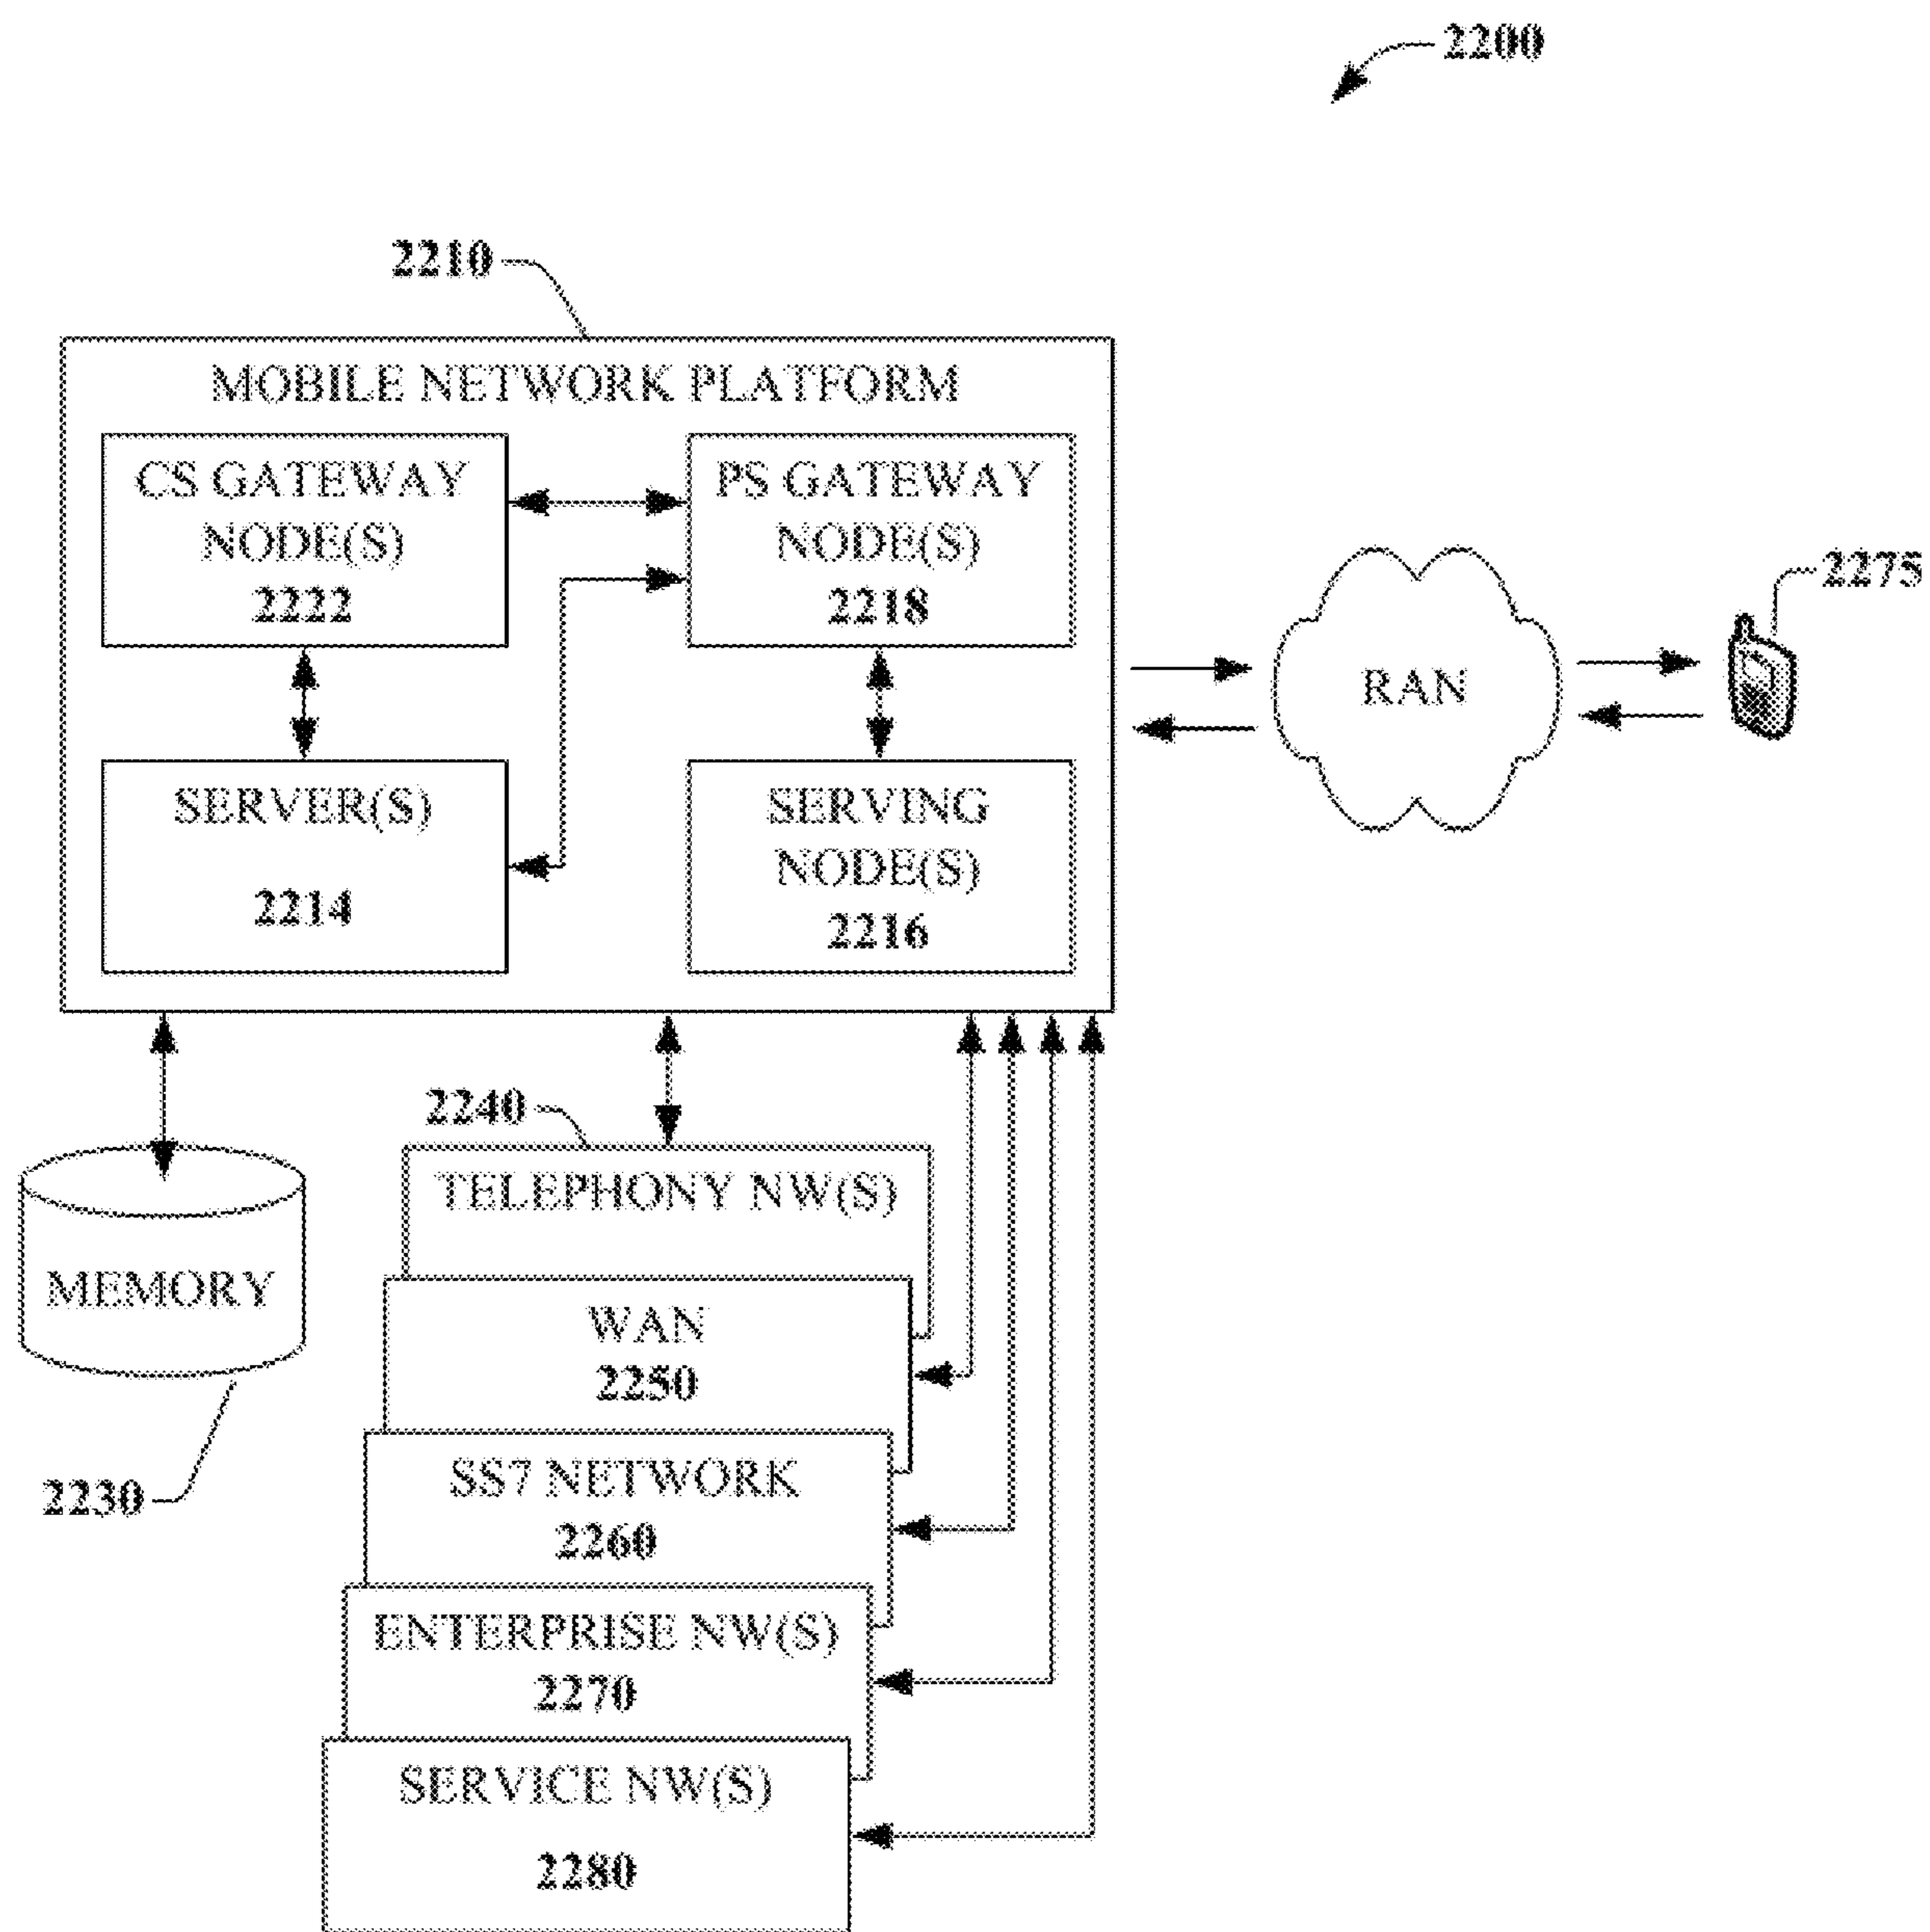 2200
2210
MOBILE NETWORK PLATFORM
CS GATEWAY
NODE(S)
2222
PS GATEWAY
NODE(S)
2218
SERVER(S)
2214
SERVING
NODE(S)
2216
RAN
2275
2240
TELEPHONY NW(S)
MEMORY
2230
WAN
2250
SS7 NETWORK
2260
ENTERPRISE NW(S)
2270
SERVICE NW(S)
2280